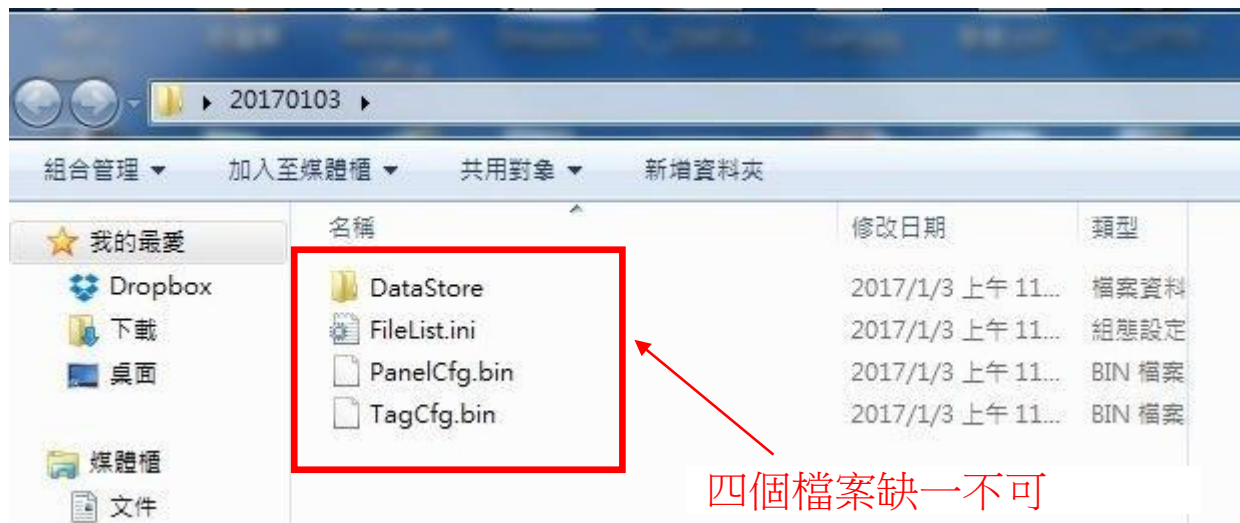 20170103
組合管理 加入至媒體櫃 共用對象 新增資料夾
名稱 修改日期 類型
我的最愛
Dropbox
下載
桌面
媒體櫃
文件
DataStore 2017/1/3 上午 11... 檔案資料
FileList.ini 2017/1/3 上午 11... 組態設定
PanelCfg.bin 2017/1/3 上午 11... BIN 檔案
TagCfg.bin 2017/1/3 上午 11... BIN 檔案
四個檔案缺一不可